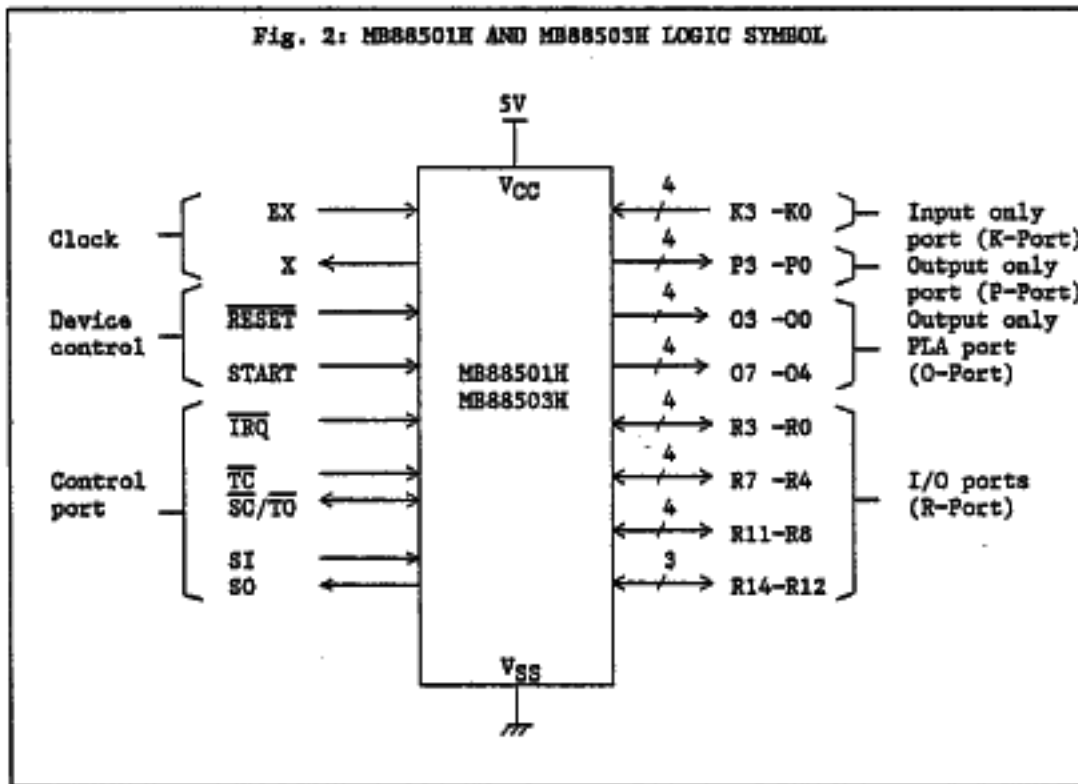 Fig. 2: MB88501H AND MB88503H LOGIC SYMBOL
5V
VCC
Clock
EX
X
Device
control
RESET
START
Control
port
IRQ
TC
SC/TO
SI
SO
MB88501H
MB88503H
4
K3 -K0
Input only
port (K-Port)
4
P3 -P0
Output only
port (P-Port)
4
O3 -O0
Output only
PLA port
(O-Port)
4
O7 -O4
4
R3 -R0
4
R7 -R4
I/O ports
(R-Port)
4
R11-R8
3
R14-R12
VSS